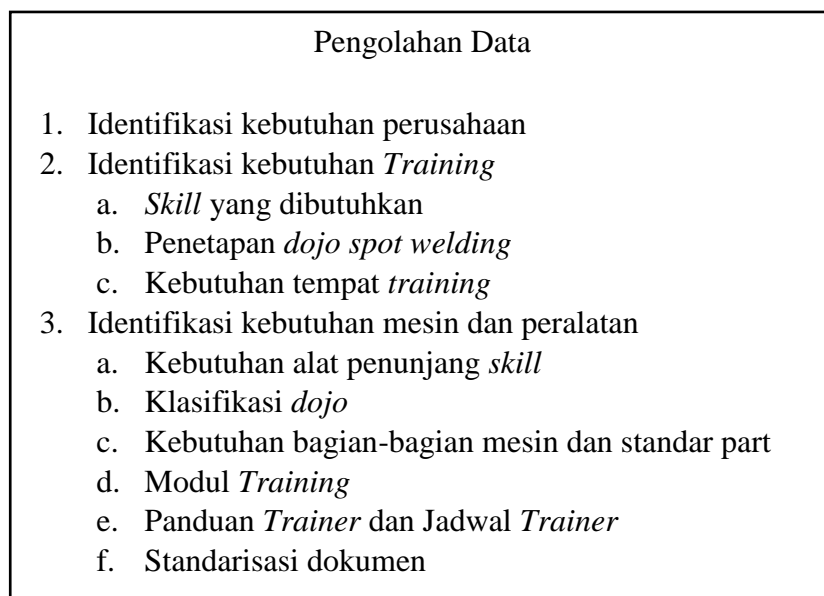 Pengolahan Data
1. Identifikasi kebutuhan perusahaan
2. Identifikasi kebutuhan Training
a. Skill yang dibutuhkan
b. Penetapan dojo spot welding
c. Kebutuhan tempat training
3. Identifikasi kebutuhan mesin dan peralatan
a. Kebutuhan alat penunjang skill
b. Klasifikasi dojo
c. Kebutuhan bagian-bagian mesin dan standar part
d. Modul Training
e. Panduan Trainer dan Jadwal Trainer
f. Standarisasi dokumen